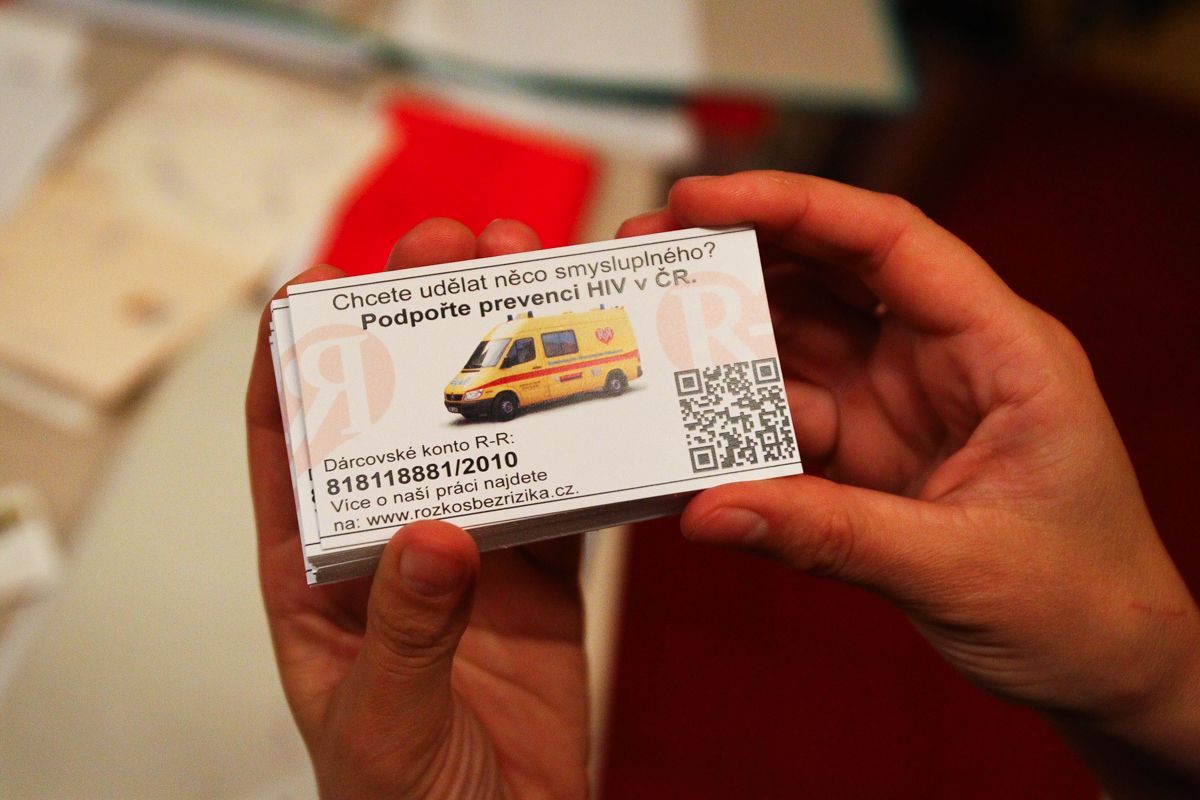 Chcete udělat něco smysluplného?
Podpořte prevenci HIV v ČR.
R-
Dárcovské konto R-R:
818118881/2010
Více o naší práci najdete
na: www.rozkosbezrizika.cz.